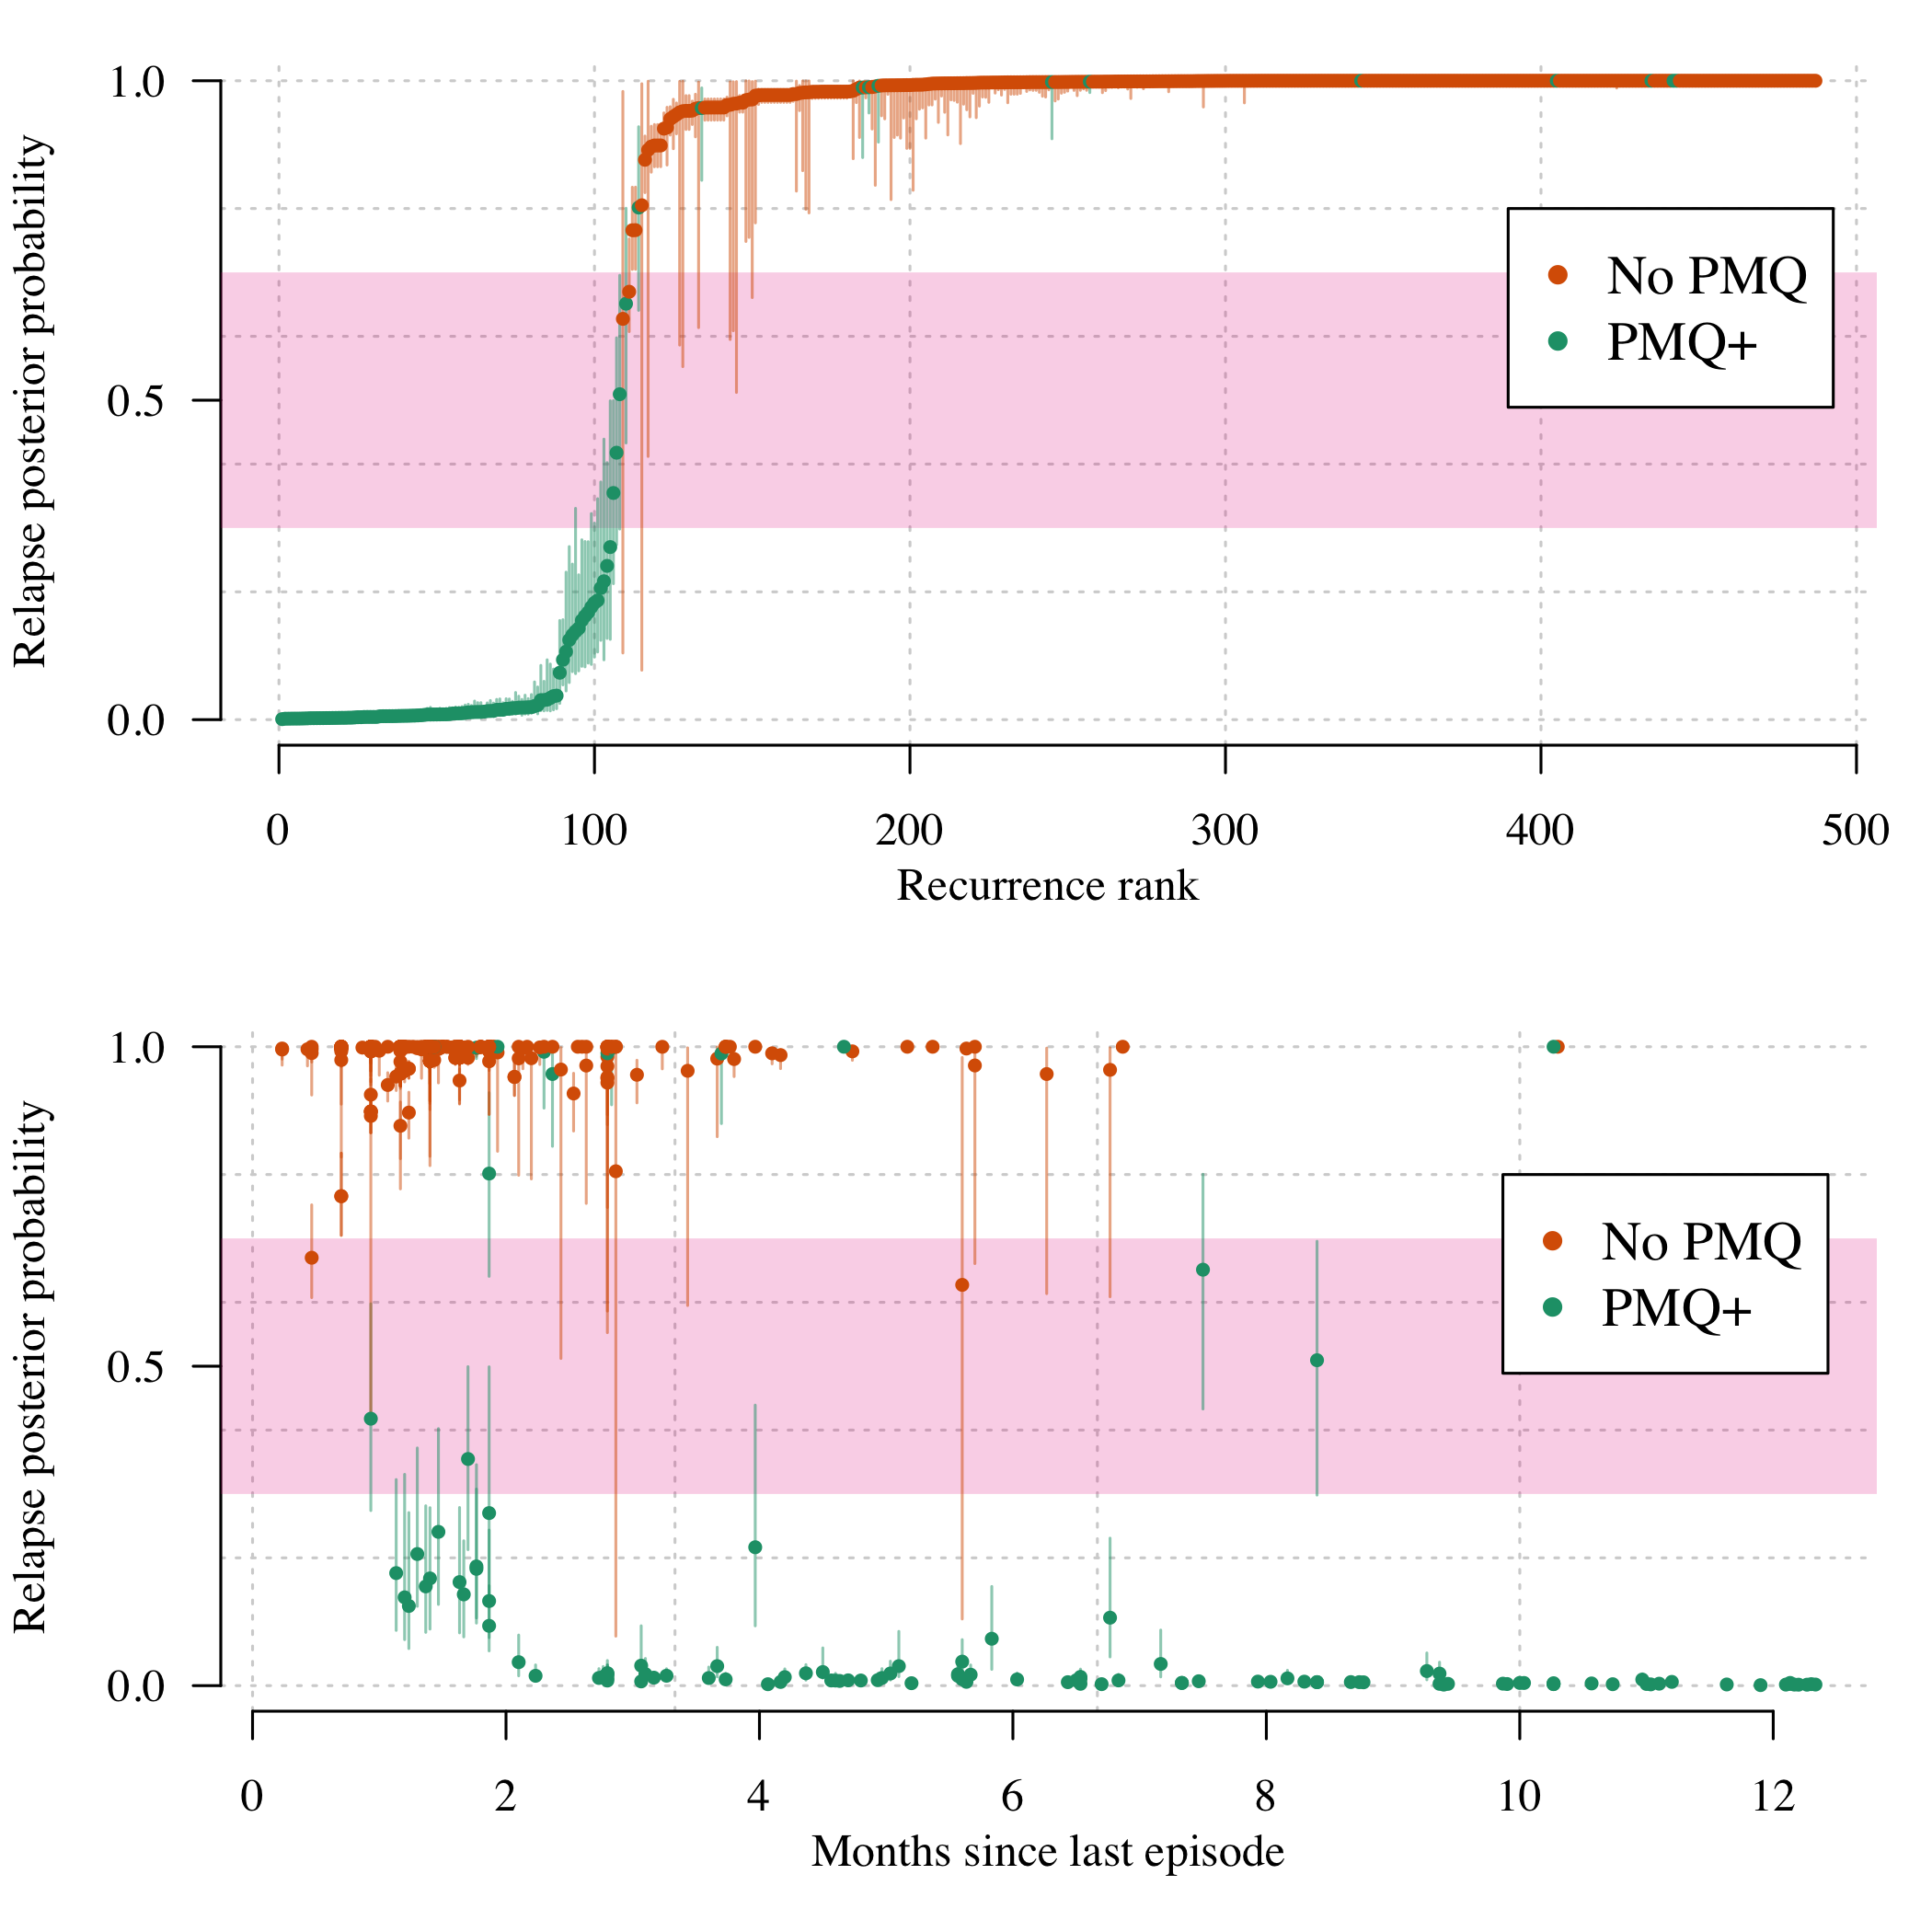 Relapse posterior probability
1.0
0.5
0.0
No PMQ
PMQ+
0 100 200 300 400 500
Recurrence rank
Relapse posterior probability
1.0
0.5
0.0
No PMQ
PMQ+
0 2 4 6 8 10 12
Months since last episode